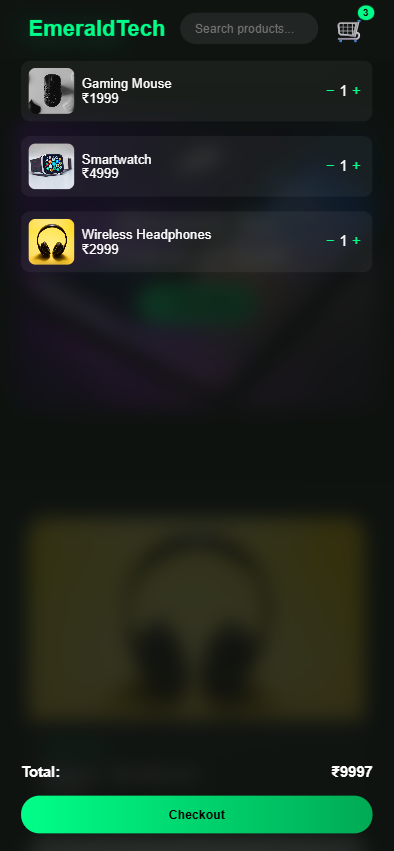 EmeraldTech
Search products...
3
Gaming Mouse
₹1999
− 1 +
Smartwatch
₹4999
− 1 +
Wireless Headphones
₹2999
− 1 +
Total: ₹9997
Checkout